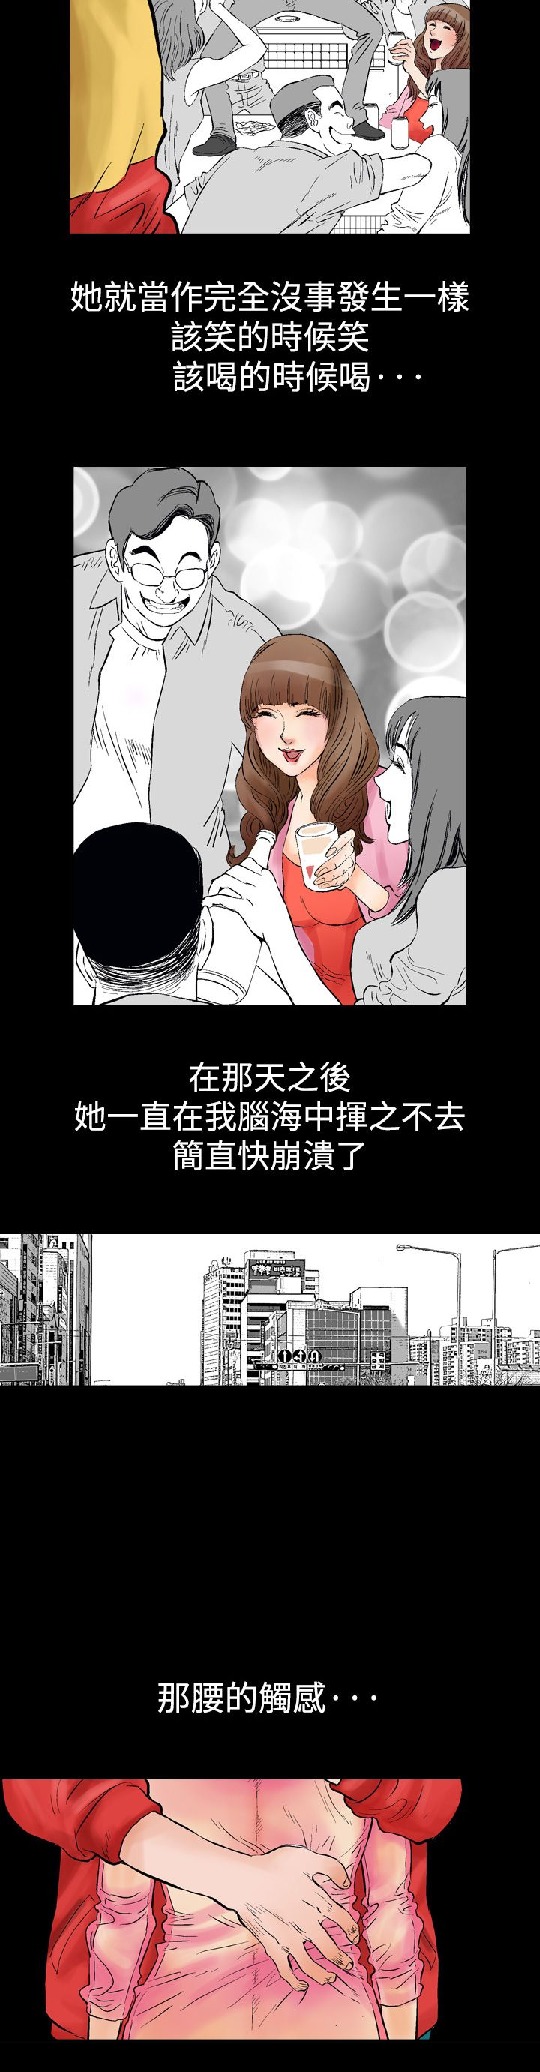 她就當作完全沒事發生一樣
該笑的時候笑
該喝的時候喝···
在那天之後
她一直在我腦海中揮之不去
簡直快崩潰了
那腰的觸感···